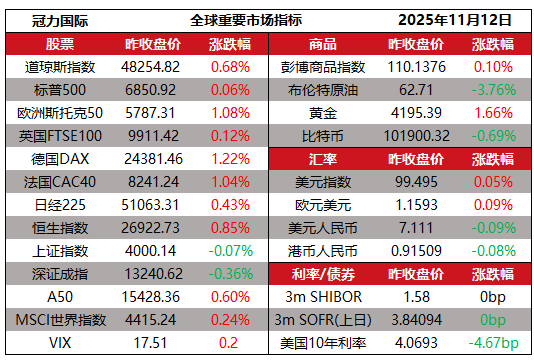 冠力国际 全球重要市场指标 2025年11月12日
股票 昨收盘价 涨跌幅 商品 昨收盘价 涨跌幅
道琼斯指数 48254.82 0.68% 彭博商品指数 110.1376 0.10%
标普500 6850.92 0.06% 布伦特原油 62.71 -3.76%
欧洲斯托克50 5787.31 1.08% 黄金 4195.39 1.66%
英国FTSE100 9911.42 0.12% 比特币 101900.32 -0.69%
德国DAX 24381.46 1.22% 汇率 昨收盘价 涨跌幅
法国CAC40 8241.24 1.04% 美元指数 99.495 0.05%
日经225 51063.31 0.43% 欧元美元 1.1593 0.09%
恒生指数 26922.73 0.85% 美元人民币 7.111 -0.09%
上证指数 4000.14 -0.07% 港币人民币 0.91509 -0.08%
深证成指 13240.62 -0.36% 利率/债券 昨收盘价 涨跌幅
A50 15428.36 0.60% 3m SHIBOR 1.58 0bp
MSCI世界指数 4415.24 0.24% 3m SOFR(上日) 3.84094 0bp
VIX 17.51 0.2 美国10年利率 4.0693 -4.67bp